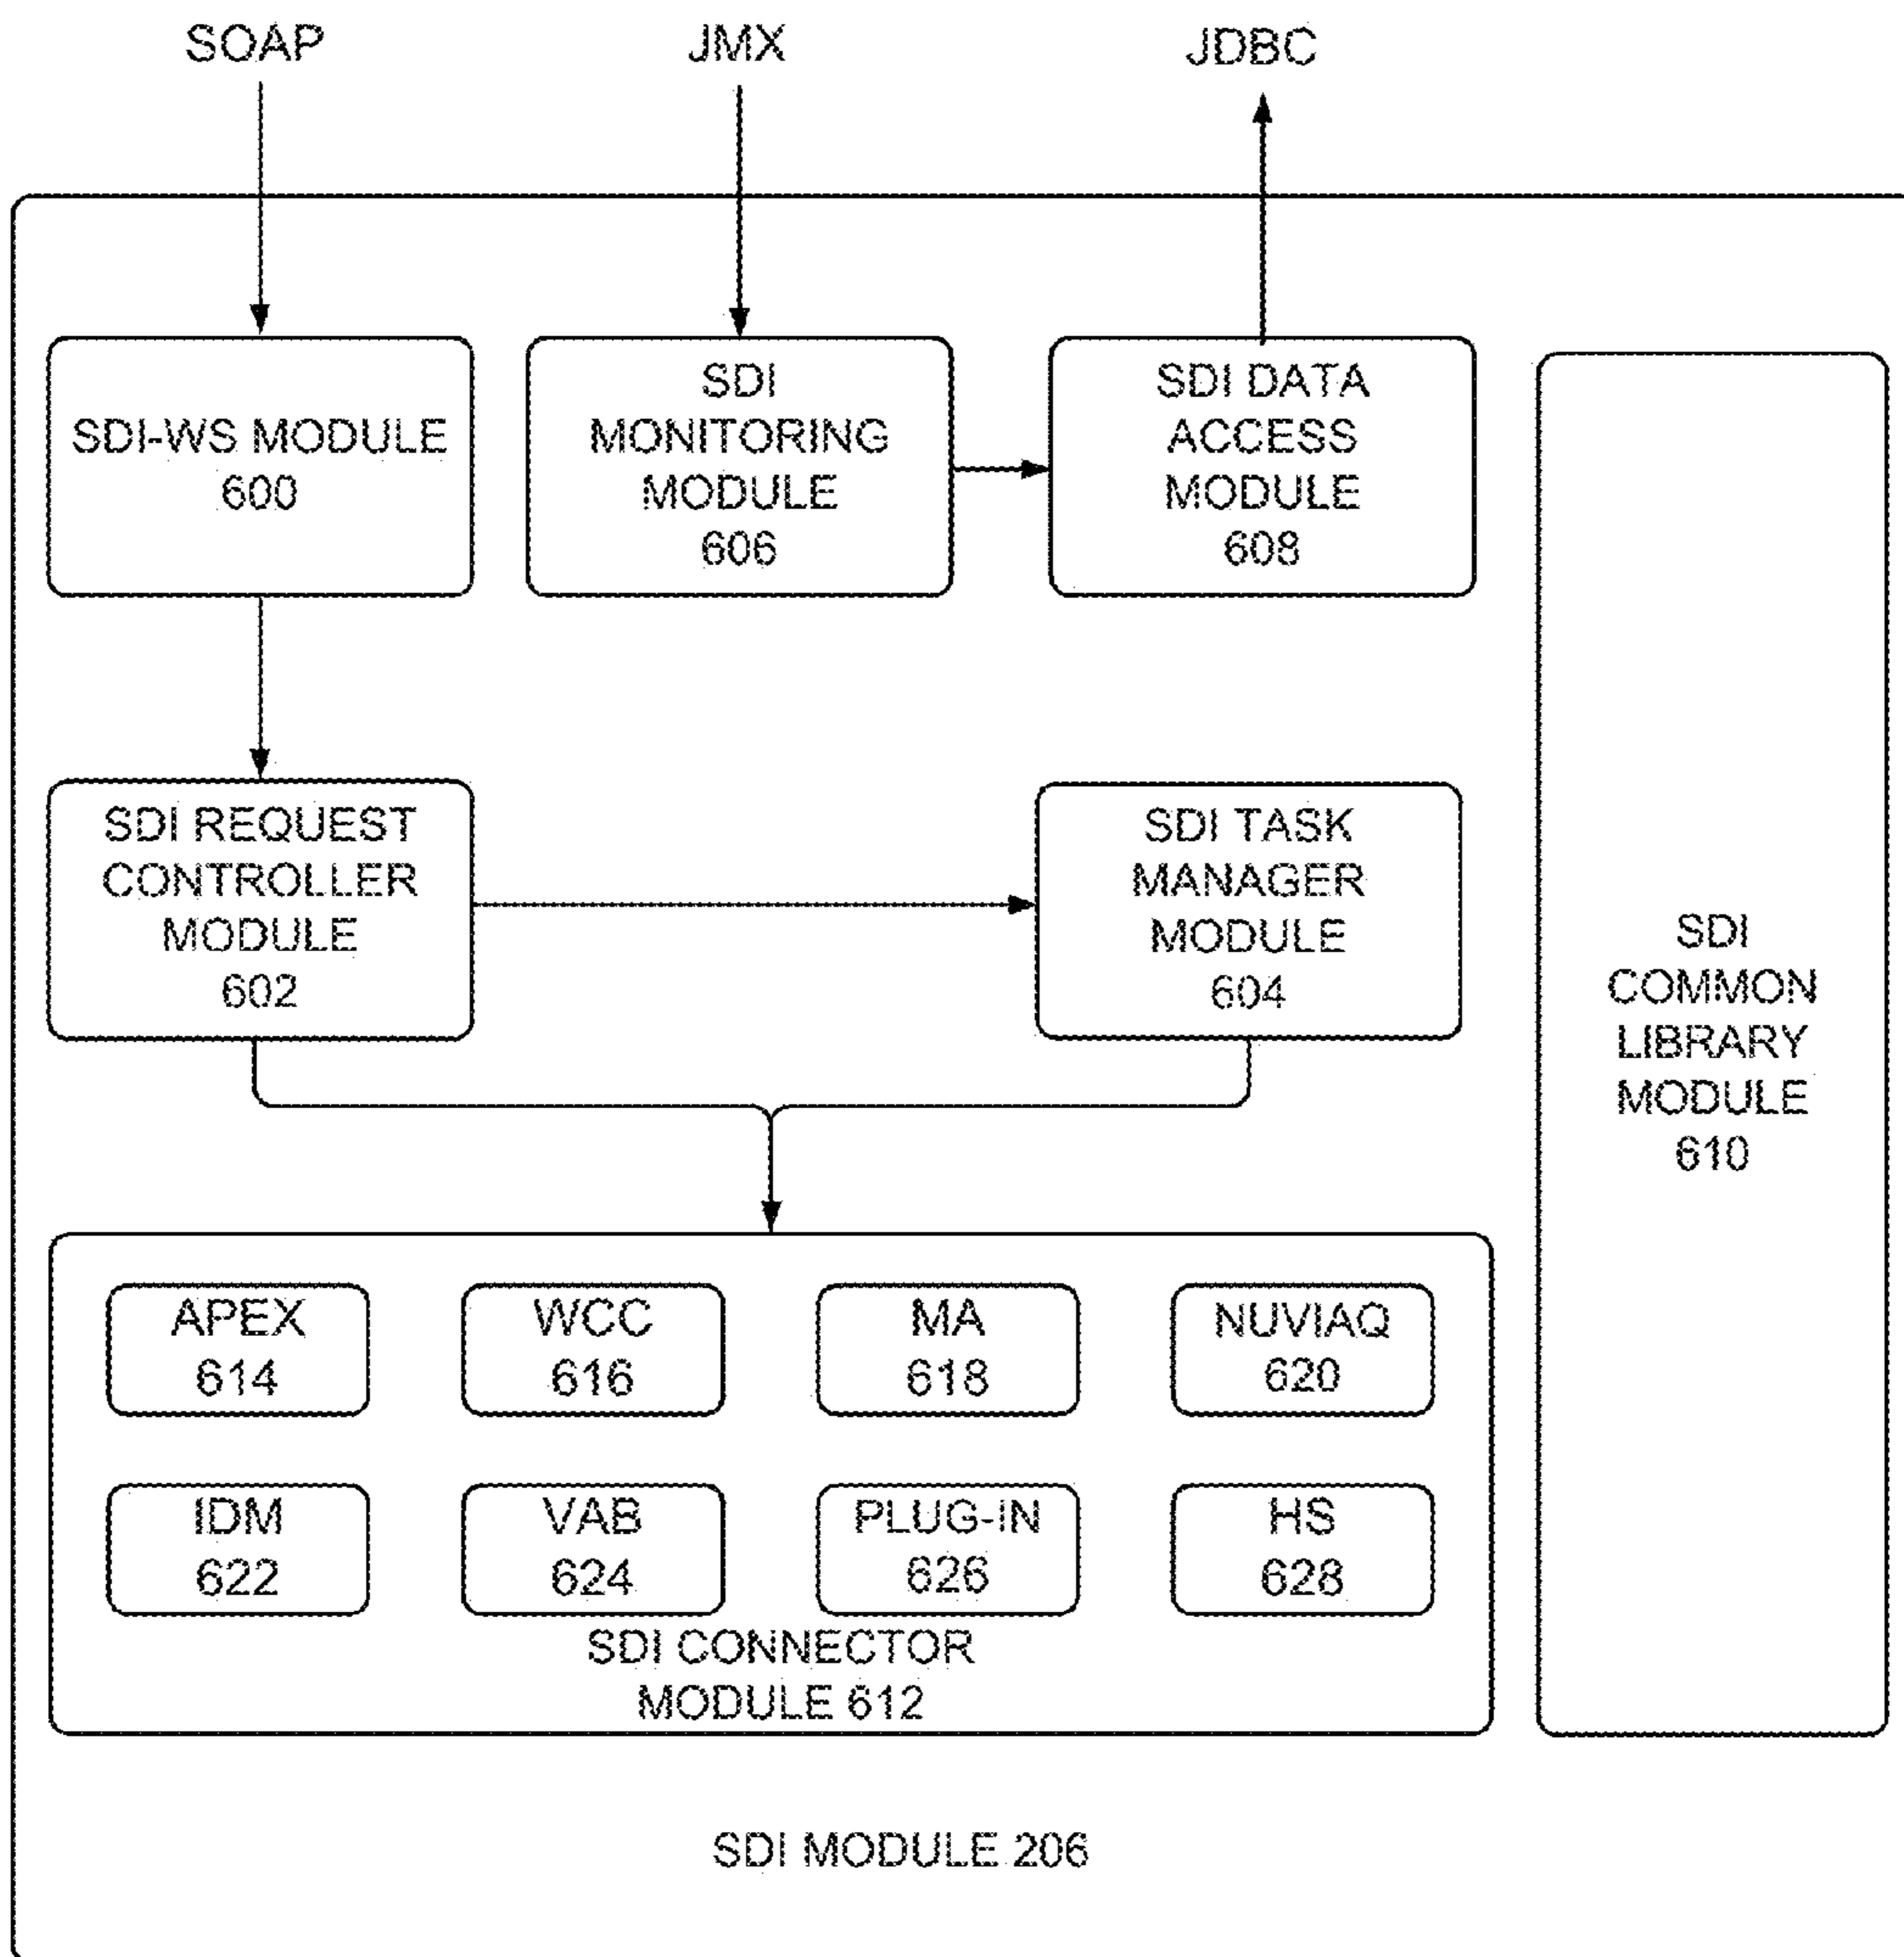 SOAP
JMX
JDBC
SDI-WS MODULE
600
SDI
MONITORING
MODULE
606
SDI DATA
ACCESS
MODULE
608
SDI REQUEST
CONTROLLER
MODULE
602
SDI TASK
MANAGER
MODULE
604
SDI
COMMON
LIBRARY
MODULE
610
APEX
614
WCC
616
MA
618
NUVIAQ
620
IDM
622
VAB
624
PLUG-IN
626
HS
628
SDI CONNECTOR
MODULE 612
SDI MODULE 206